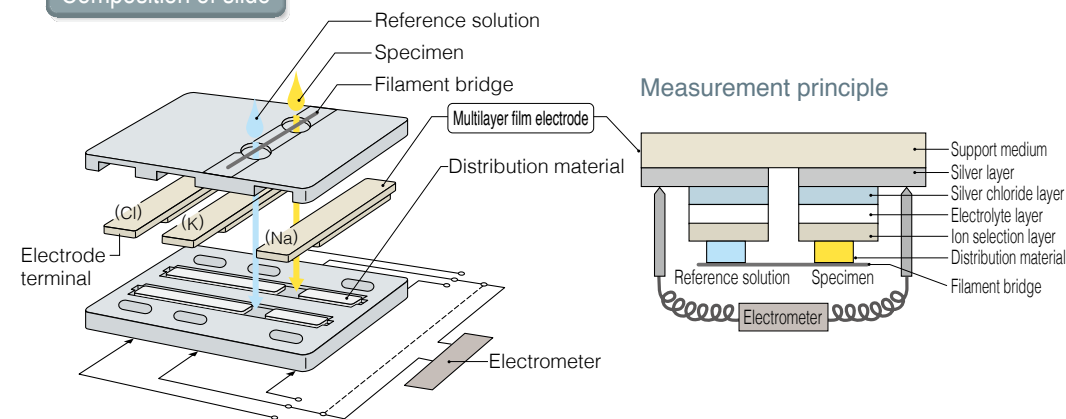 Composition of slide
Reference solution
Specimen
Filament bridge
Multilayer film electrode
Distribution material
(Cl)
(K)
(Na)
Electrode
terminal
Electrometer
Measurement principle
Support medium
Silver layer
Silver chloride layer
Electrolyte layer
Ion selection layer
Distribution material
Filament bridge
Reference solution
Specimen
Electrometer